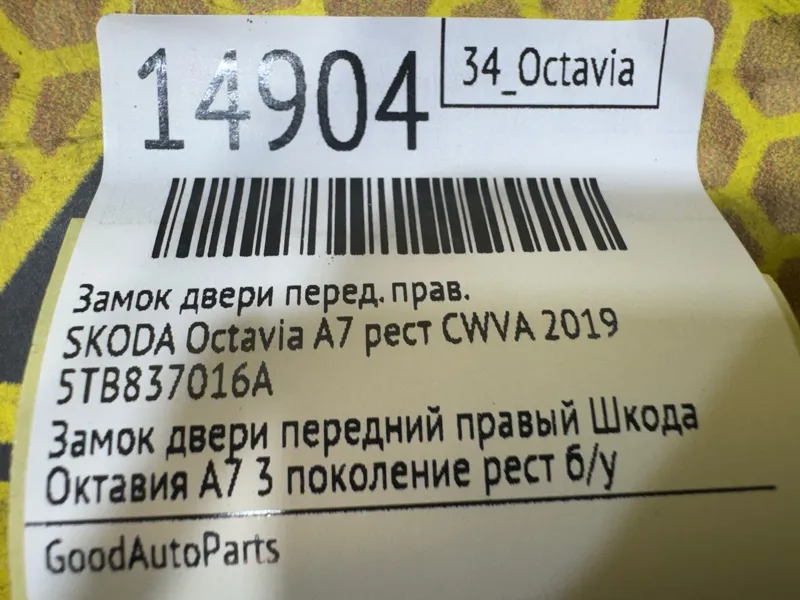 14904
34_Octavia
Замок двери перед. прав.
SKODA Octavia A7 рест CWVA 2019
5TB837016A
Замок двери передний правый Шкода
Октавия А7 3 поколение рест б/у
GoodAutoParts